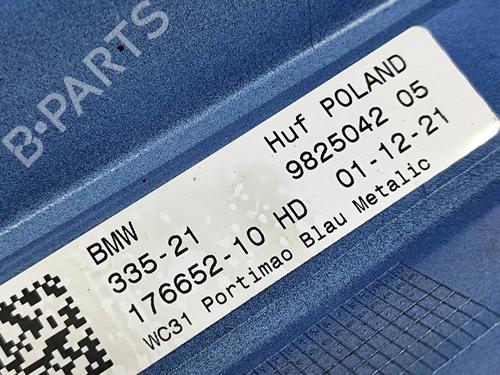 B-PARTS
BMW Huf POLAND
335-21 9825042 05
176652-10 HD 01-12-21
WC31 Portimao Blau Metalic